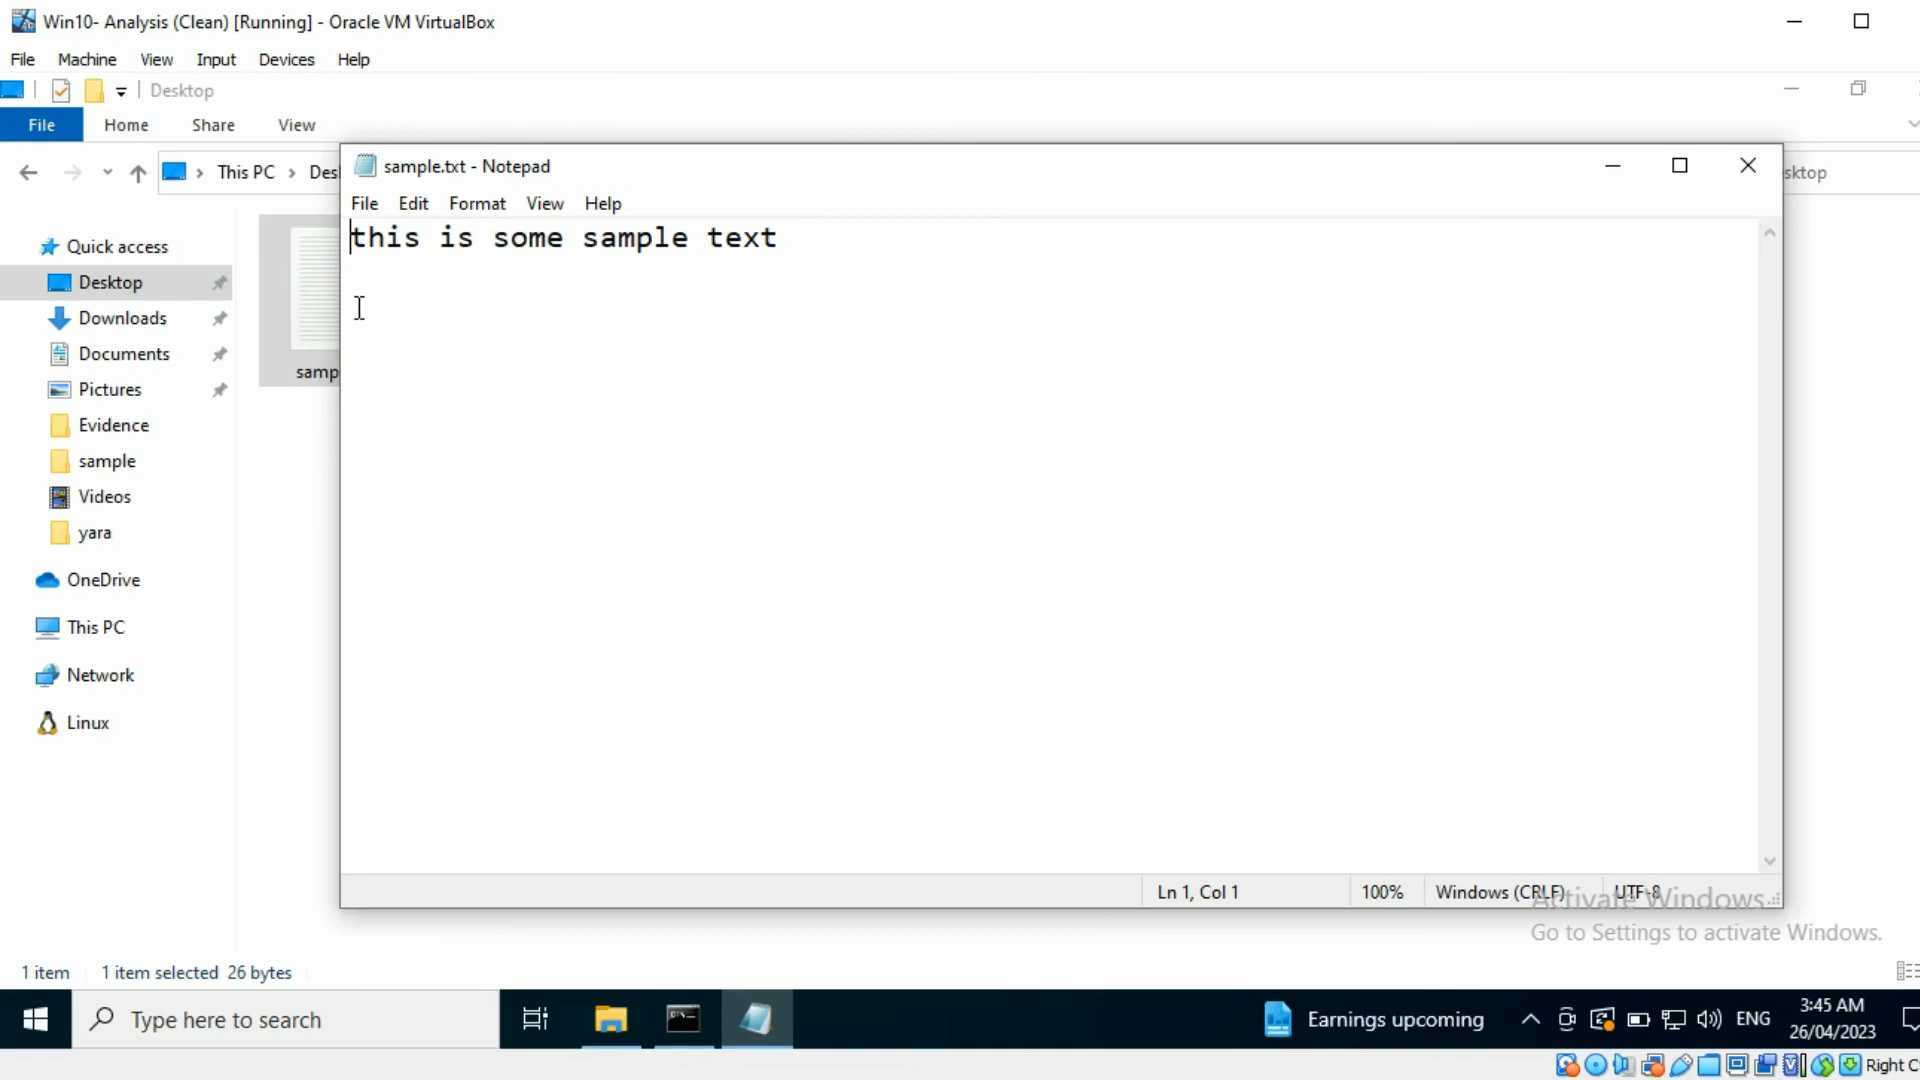 Win10- Analysis (Clean) [Running] - Oracle VM VirtualBox
File Machine View Input Devices Help
Desktop
File Home Share View
This PC
sample.txt - Notepad
File Edit Format View Help
this is some sample text
Quick access
Desktop
Downloads
Documents
Pictures
Evidence
sample
Videos
yara
OneDrive
This PC
Network
Linux
samp
Ln 1, Col 1 100% Windows (CRLF) UTF-8
Activate Windows
Go to Settings to activate Windows.
1 item 1 item selected 26 bytes
Type here to search
Earnings upcoming
ENG
3:45 AM
26/04/2023
Right C